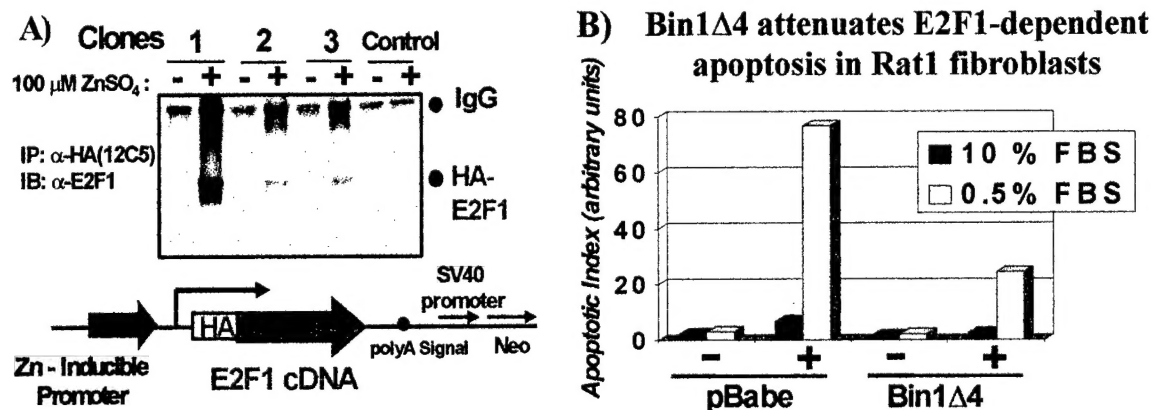 A)
Clones 1 2 3 Control
100 µM ZnSO₄ : - + - + - + - +
IgG
IP: α-HA(12C5)
IB: α-E2F1
HA-
E2F1
SV40
promoter
HA
polyA Signal
Neo
Zn - Inducible
Promoter
E2F1 cDNA
B) Bin1Δ4 attenuates E2F1-dependent
apoptosis in Rat1 fibroblasts
Apoptotic Index (arbitrary units)
80
60
40
20
0
10 % FBS
0.5% FBS
- + - +
pBabe Bin1Δ4